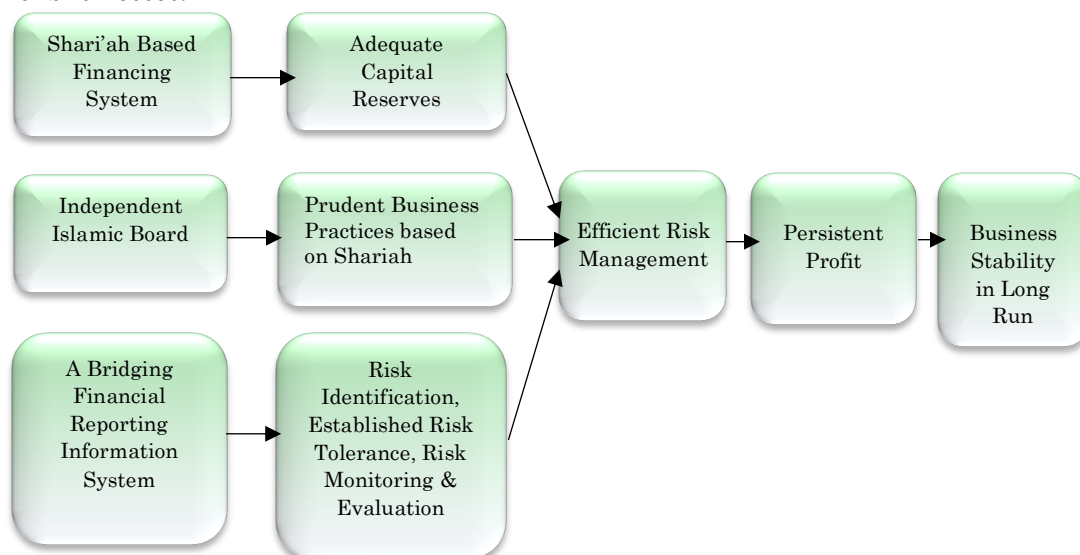 Shari'ah Based
Financing
System
Adequate
Capital
Reserves
Independent
Islamic Board
Prudent Business
Practices based
on Shariah
Efficient Risk
Management
Persistent
Profit
Business
Stability
in Long
Run
A Bridging
Financial
Reporting
Information
System
Risk
Identification,
Established Risk
Tolerance, Risk
Monitoring &
Evaluation